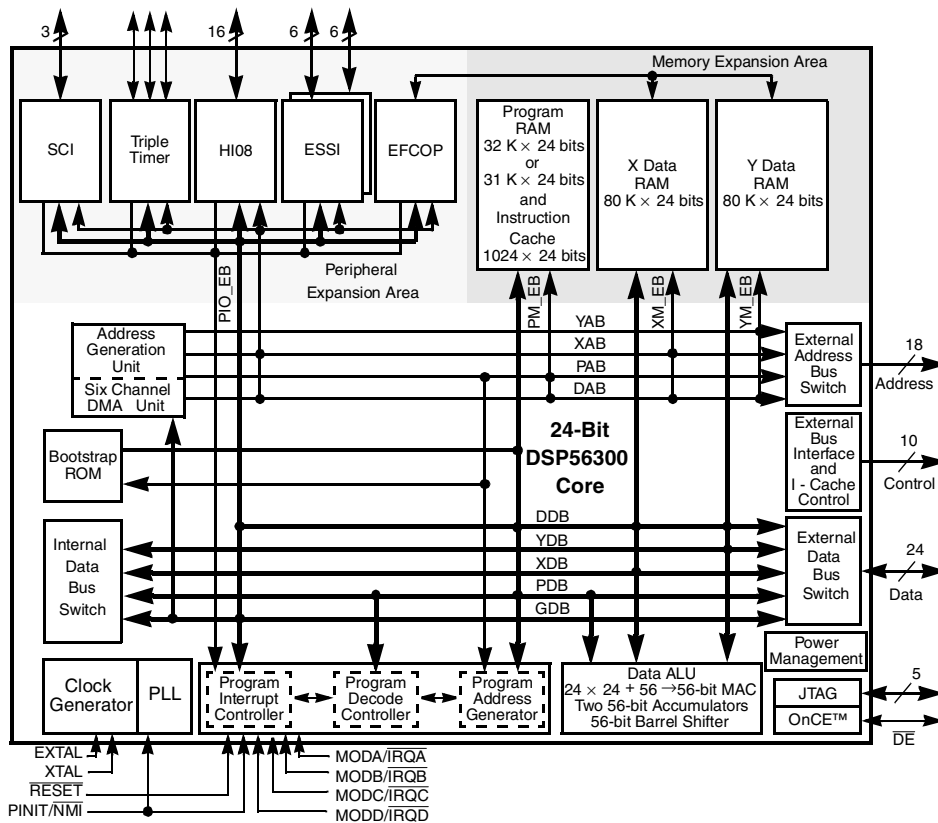 3
16
6
6
Memory Expansion Area
SCI
Triple
Timer
HI08
ESSI
EFCOP
Program
RAM
32 K × 24 bits
or
31 K × 24 bits
and
Instruction
Cache
1024 × 24 bits
X Data
RAM
80 K × 24 bits
Y Data
RAM
80 K × 24 bits
Peripheral
Expansion Area
PIO_EB
PM_EB
XM_EB
YM_EB
Address
Generation
Unit
Six Channel
DMA Unit
YAB
XAB
PAB
DAB
External
Address
Bus
Switch
18
Address
Bootstrap
ROM
24-Bit
DSP56300
Core
External
Bus
Interface
and
I - Cache
Control
10
Control
Internal
Data
Bus
Switch
DDB
YDB
XDB
PDB
GDB
External
Data
Bus
Switch
24
Data
Power
Management
Clock
Generator
PLL
Program
Interrupt
Controller
Program
Decode
Controller
Program
Address
Generator
Data ALU
24 × 24 + 56 →56-bit MAC
Two 56-bit Accumulators
56-bit Barrel Shifter
JTAG
OnCE™
5
DE
EXTAL
XTAL
RESET
PINIT/NMI
MODA/IRQA
MODB/IRQB
MODC/IRQC
MODD/IRQD